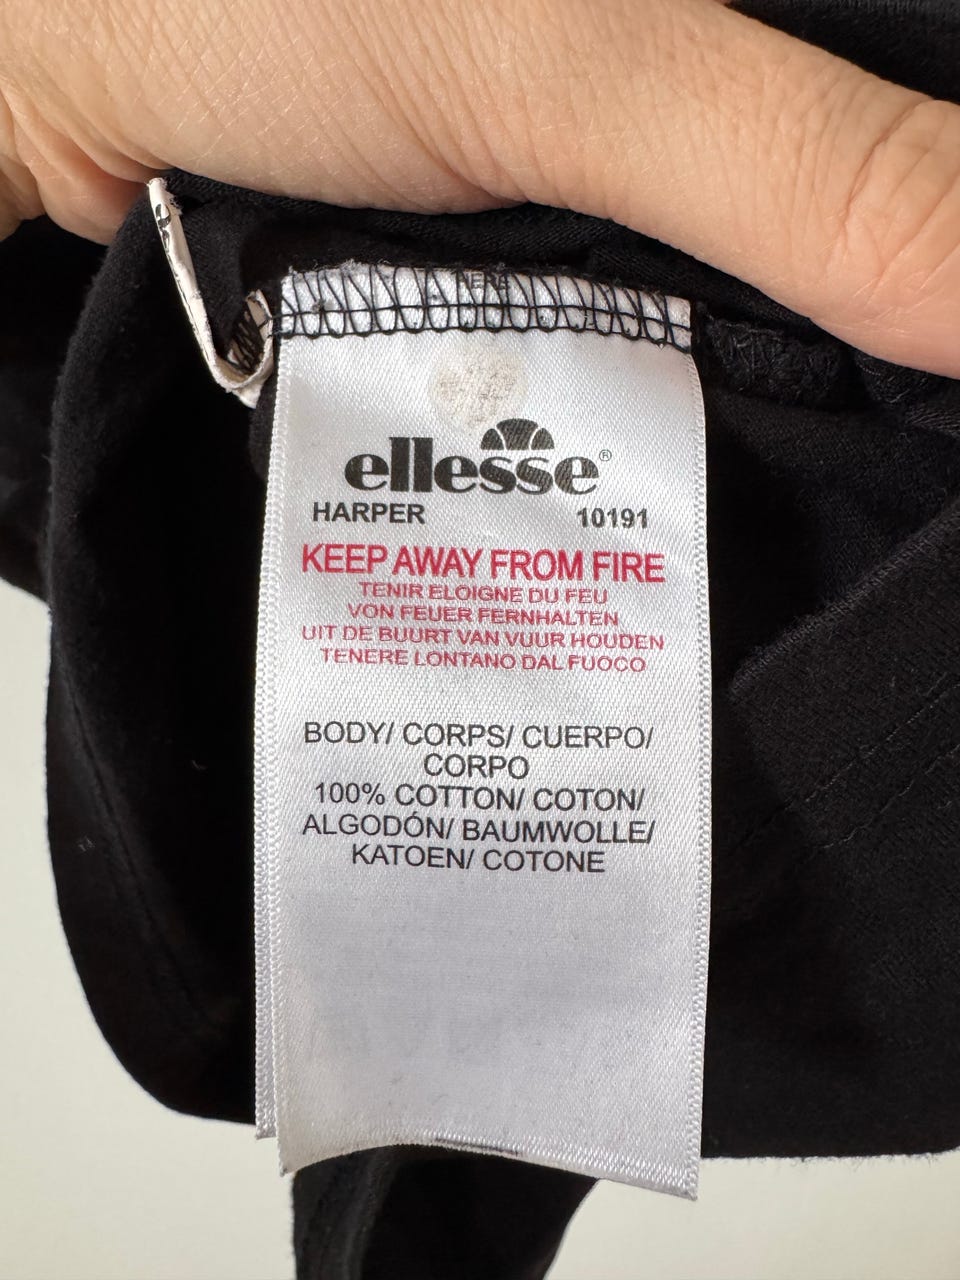 HERE
ellesse®
HARPER 10191
KEEP AWAY FROM FIRE
TENIR ELOIGNE DU FEU
VON FEUER FERNHALTEN
UIT DE BUURT VAN VUUR HOUDEN
TENERE LONTANO DAL FUOCO
BODY/ CORPS/ CUERPO/
CORPO
100% COTTON/ COTON/
ALGODÓN/ BAUMWOLLE/
KATOEN/ COTONE